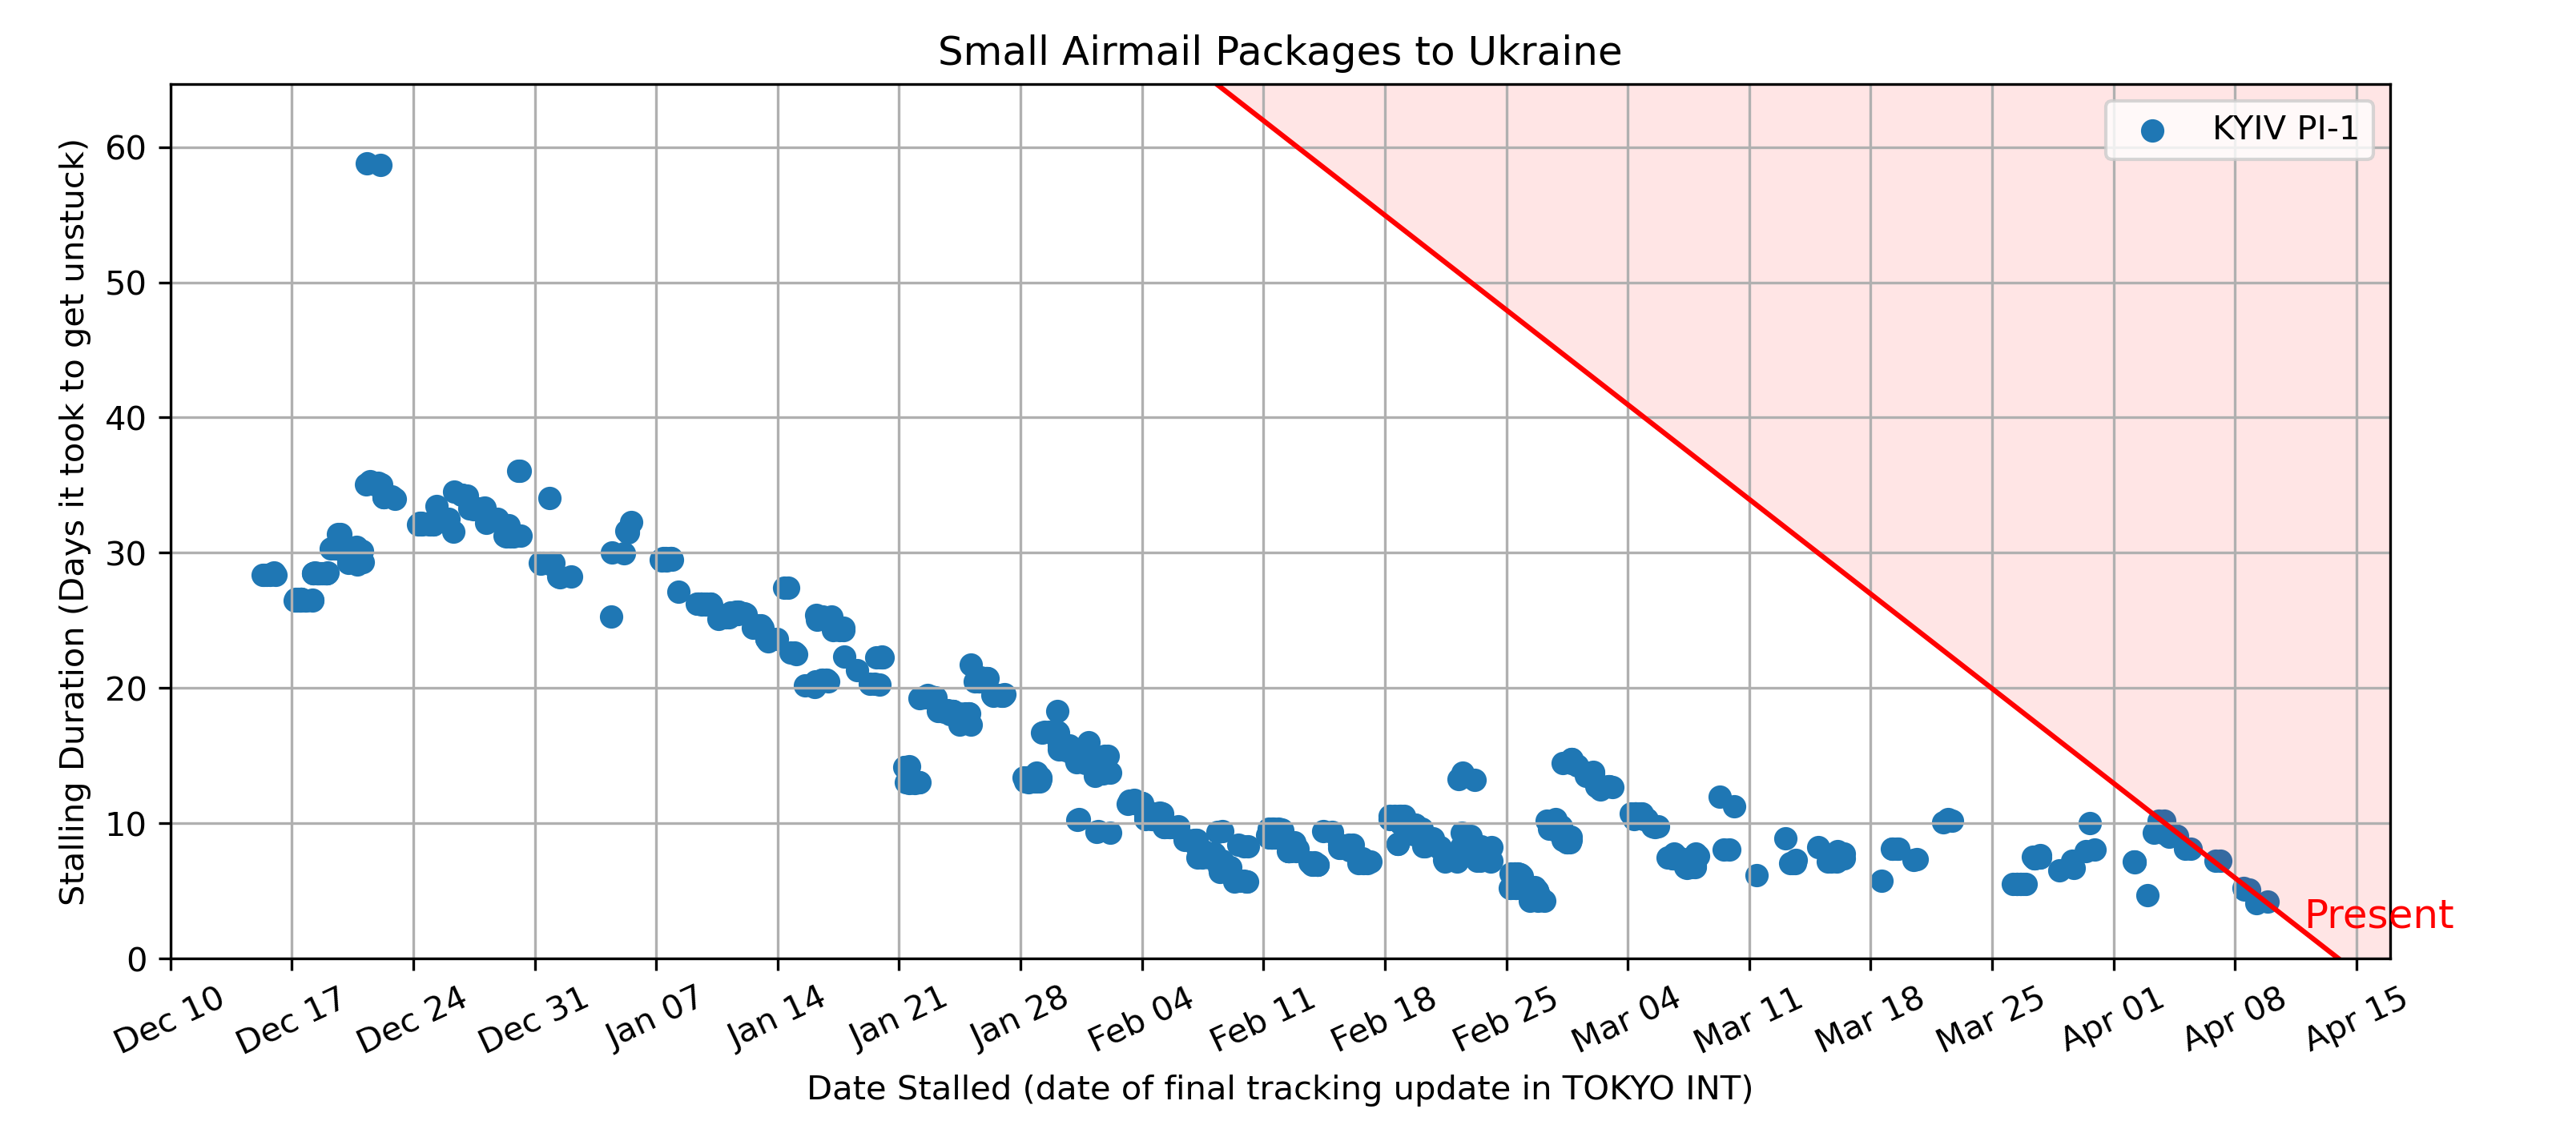 Small Airmail Packages to Ukraine
KYIV PI-1
Stalling Duration (Days it took to get unstuck)
60
50
40
30
20
10
0
Present
Dec 10
Dec 17
Dec 24
Dec 31
Jan 07
Jan 14
Jan 21
Jan 28
Feb 04
Feb 11
Feb 18
Feb 25
Mar 04
Mar 11
Mar 18
Mar 25
Apr 01
Apr 08
Apr 15
Date Stalled (date of final tracking update in TOKYO INT)